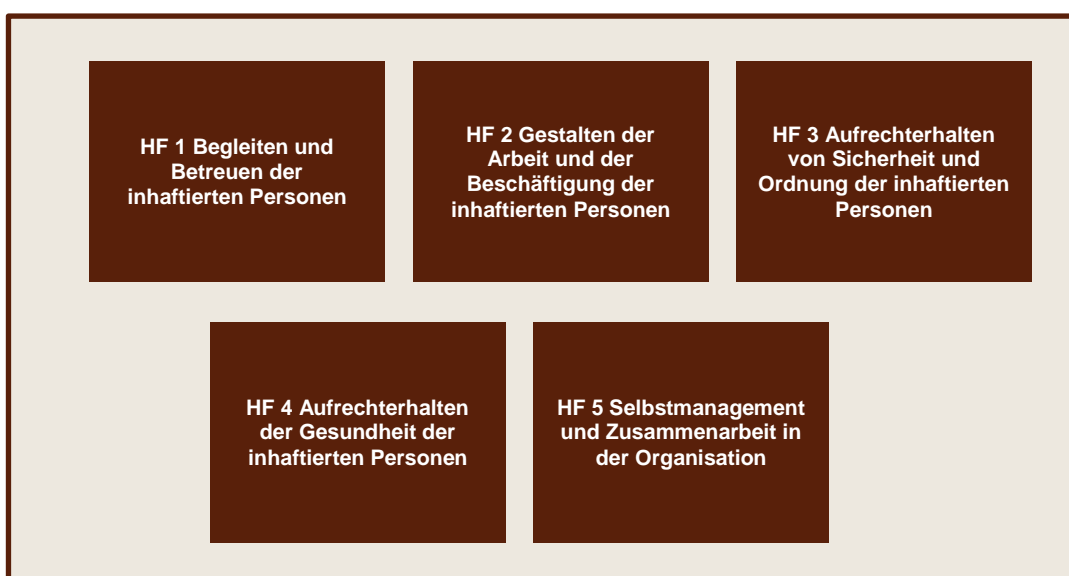 HF 1 Begleiten und
Betreuen der
inhaftierten Personen
HF 2 Gestalten der
Arbeit und der
Beschäftigung der
inhaftierten Personen
HF 3 Aufrechterhalten
von Sicherheit und
Ordnung der inhaftierten
Personen
HF 4 Aufrechterhalten
der Gesundheit der
inhaftierten Personen
HF 5 Selbstmanagement
und Zusammenarbeit in
der Organisation